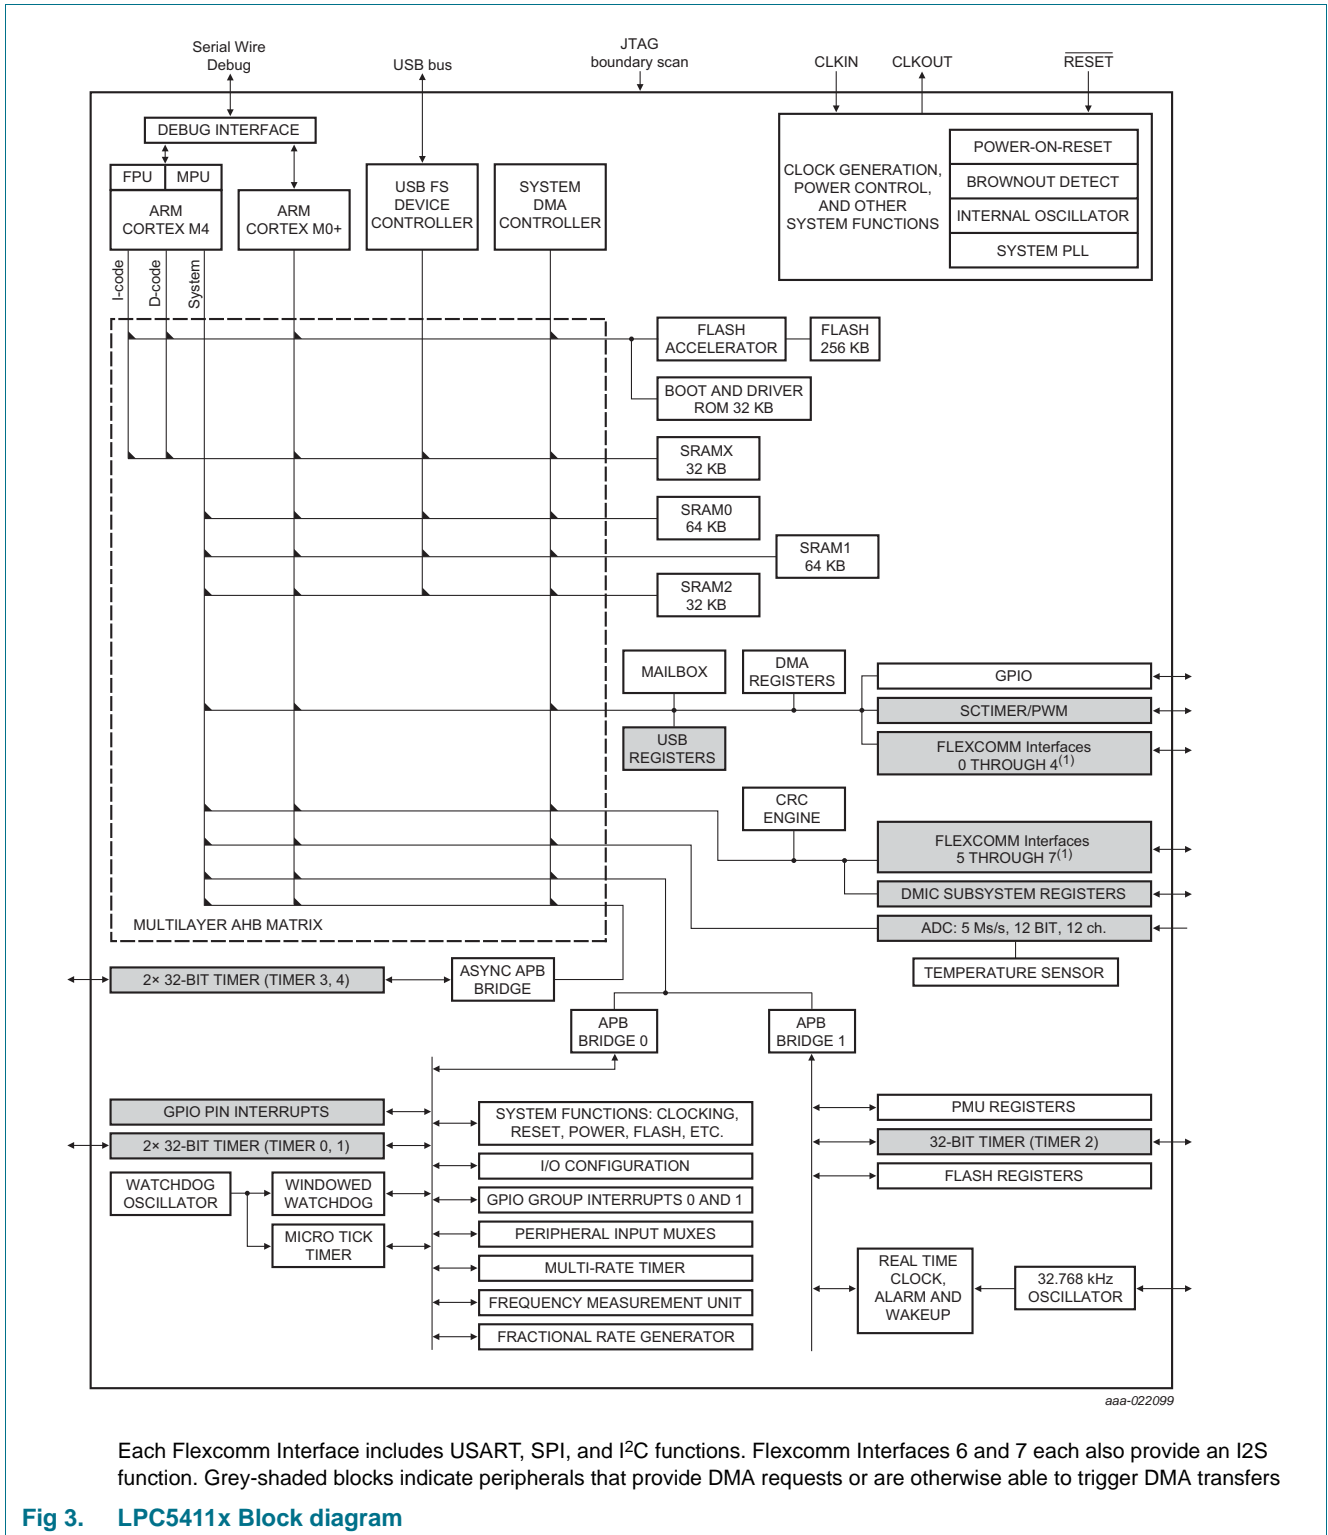 Serial Wire
Debug
USB bus
JTAG
boundary scan
CLKIN
CLKOUT
RESET
DEBUG INTERFACE
FPU
MPU
ARM
CORTEX M4
ARM
CORTEX M0+
USB FS
DEVICE
CONTROLLER
SYSTEM
DMA
CONTROLLER
CLOCK GENERATION,
POWER CONTROL,
AND OTHER
SYSTEM FUNCTIONS
POWER-ON-RESET
BROWNOUT DETECT
INTERNAL OSCILLATOR
SYSTEM PLL
I-code
D-code
System
FLASH
ACCELERATOR
FLASH
256 KB
BOOT AND DRIVER
ROM 32 KB
SRAMX
32 KB
SRAM0
64 KB
SRAM1
64 KB
SRAM2
32 KB
MAILBOX
DMA
REGISTERS
GPIO
SCTIMER/PWM
USB
REGISTERS
FLEXCOMM Interfaces
0 THROUGH 4(1)
CRC
ENGINE
FLEXCOMM Interfaces
5 THROUGH 7(1)
DMIC SUBSYSTEM REGISTERS
ADC: 5 Ms/s, 12 BIT, 12 ch.
TEMPERATURE SENSOR
MULTILAYER AHB MATRIX
2× 32-BIT TIMER (TIMER 3, 4)
ASYNC APB
BRIDGE
APB
BRIDGE 0
APB
BRIDGE 1
GPIO PIN INTERRUPTS
2× 32-BIT TIMER (TIMER 0, 1)
WATCHDOG
OSCILLATOR
WINDOWED
WATCHDOG
MICRO TICK
TIMER
SYSTEM FUNCTIONS: CLOCKING,
RESET, POWER, FLASH, ETC.
I/O CONFIGURATION
GPIO GROUP INTERRUPTS 0 AND 1
PERIPHERAL INPUT MUXES
MULTI-RATE TIMER
FREQUENCY MEASUREMENT UNIT
FRACTIONAL RATE GENERATOR
PMU REGISTERS
32-BIT TIMER (TIMER 2)
FLASH REGISTERS
REAL TIME
CLOCK,
ALARM AND
WAKEUP
32.768 kHz
OSCILLATOR
aaa-022099
Each Flexcomm Interface includes USART, SPI, and I2C functions. Flexcomm Interfaces 6 and 7 each also provide an I2S
function. Grey-shaded blocks indicate peripherals that provide DMA requests or are otherwise able to trigger DMA transfers
Fig 3. LPC5411x Block diagram